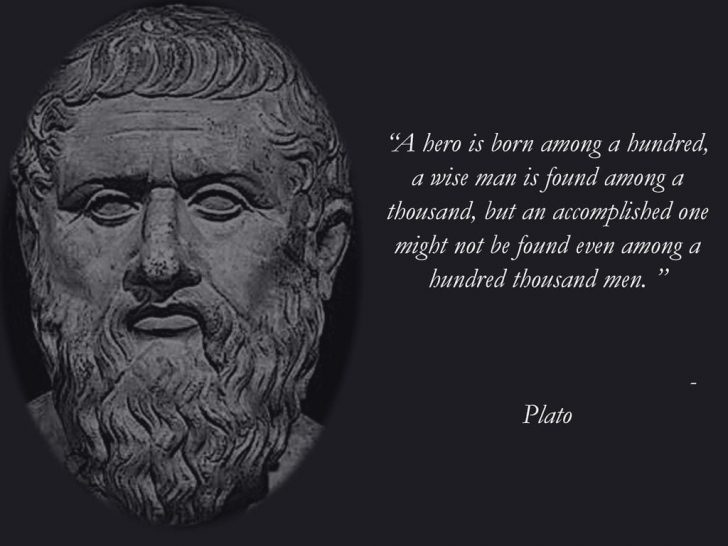 “A hero is born among a hundred,
a wise man is found among a
thousand, but an accomplished one
might not be found even among a
hundred thousand men. ”
-
Plato